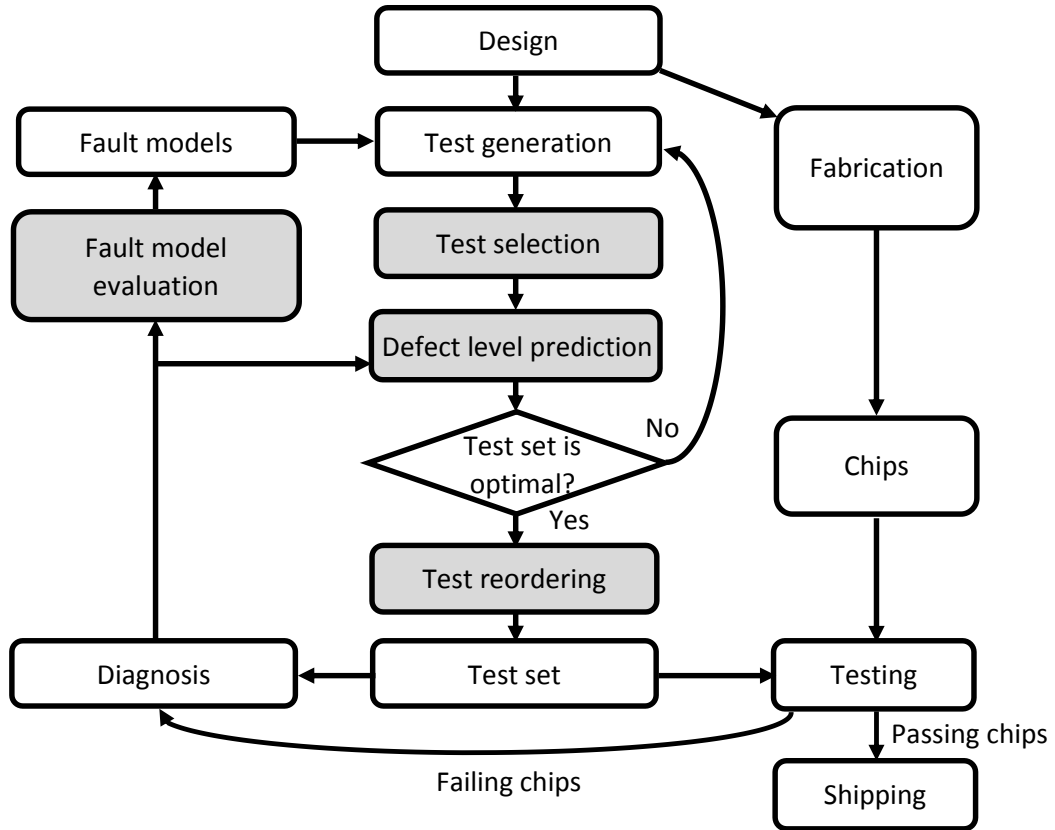 Design
Fault models
Test generation
Fabrication
Fault model
evaluation
Test selection
Defect level prediction
No
Test set is
optimal?
Chips
Yes
Test reordering
Diagnosis
Test set
Testing
Passing chips
Failing chips
Shipping